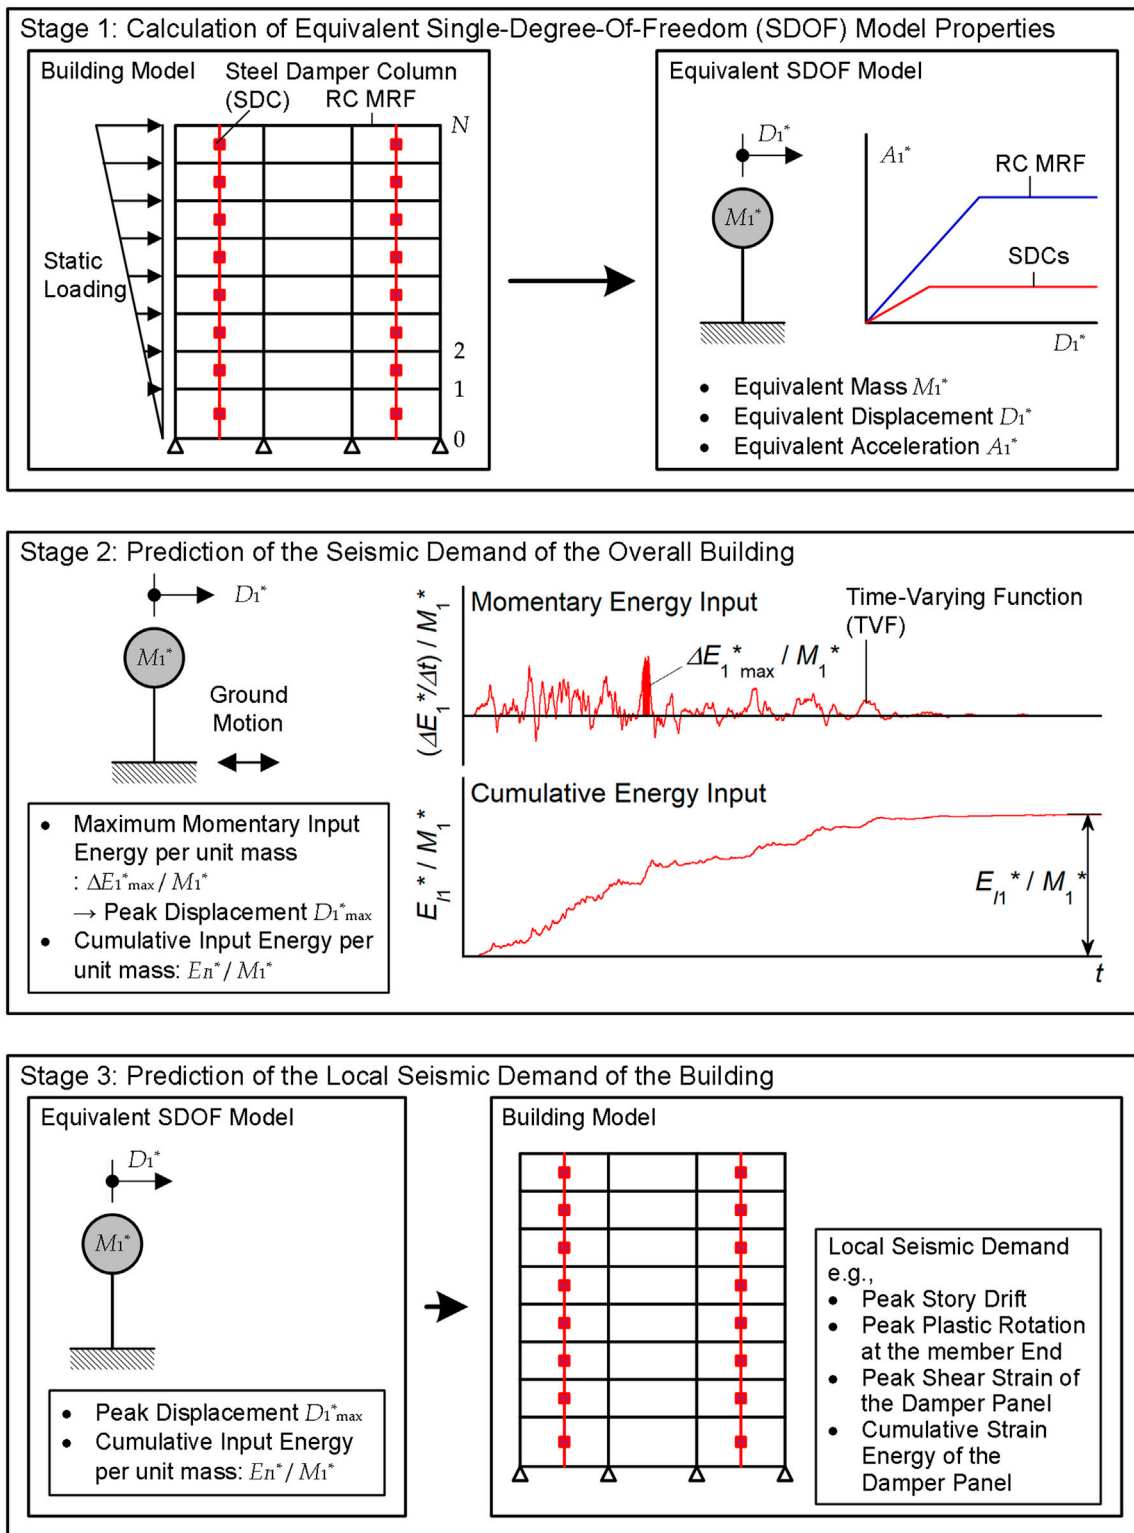 Stage 1: Calculation of Equivalent Single-Degree-Of-Freedom (SDOF) Model Properties
Building Model
Steel Damper Column
(SDC)
RC MRF
N
Static
Loading
2
1
0
Equivalent SDOF Model
D₁*
M₁*
A₁*
RC MRF
SDCs
D₁*
• Equivalent Mass M₁*
• Equivalent Displacement D₁*
• Equivalent Acceleration A₁*
Stage 2: Prediction of the Seismic Demand of the Overall Building
D₁*
M₁*
Ground
Motion
• Maximum Momentary Input
Energy per unit mass
: ΔE₁*max / M₁*
→ Peak Displacement D₁*max
• Cumulative Input Energy per
unit mass: E_I1* / M₁*
(ΔE₁*/Δt) / M₁*
Momentary Energy Input
ΔE₁*max / M₁*
Time-Varying Function
(TVF)
E_I1* / M₁*
Cumulative Energy Input
E_I1* / M₁*
t
Stage 3: Prediction of the Local Seismic Demand of the Building
Equivalent SDOF Model
D₁*
M₁*
• Peak Displacement D₁*max
• Cumulative Input Energy
per unit mass: E_I1* / M₁*
Building Model
Local Seismic Demand
e.g.,
• Peak Story Drift
• Peak Plastic Rotation
at the member End
• Peak Shear Strain of
the Damper Panel
• Cumulative Strain
Energy of the
Damper Panel